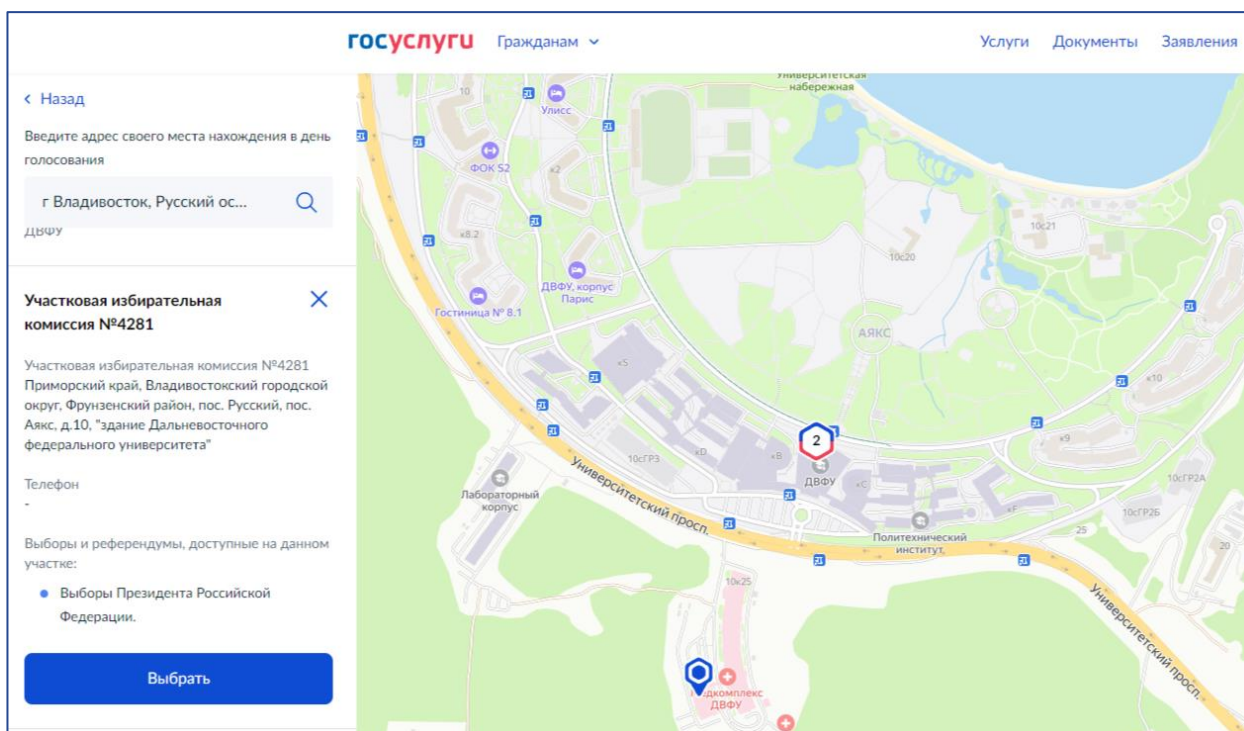 госуслуги Гражданам Услуги Документы Заявления
Назад
Введите адрес своего места нахождения в день
голосования
г Владивосток, Русский ос...
ДВФУ
Участковая избирательная
комиссия №4281
Участковая избирательная комиссия №4281
Приморский край, Владивостокский городской
округ, Фрунзенский район, пос. Русский, пос.
Аякс, д.10, "здание Дальневосточного
федерального университета"
Телефон
-
Выборы и референдумы, доступные на данном
участке:
Выборы Президента Российской
Федерации.
Выбрать
Университетская
набережная
10
Улисс
ФОК S2
к2
к8.2
ДВФУ, корпус
Парис
Гостиница № 8.1
10с21
10с20
АЯКС
кS
к10
к9
2
10сГР3
кD
кB
ДВФУ
кC
кF
10сГР2А
10сГР2Б
Лабораторный
корпус
Университетский просп.
Политехнический
институт,
25
20
10к25
Университетский просп.
Медкомплекс
ДВФУ